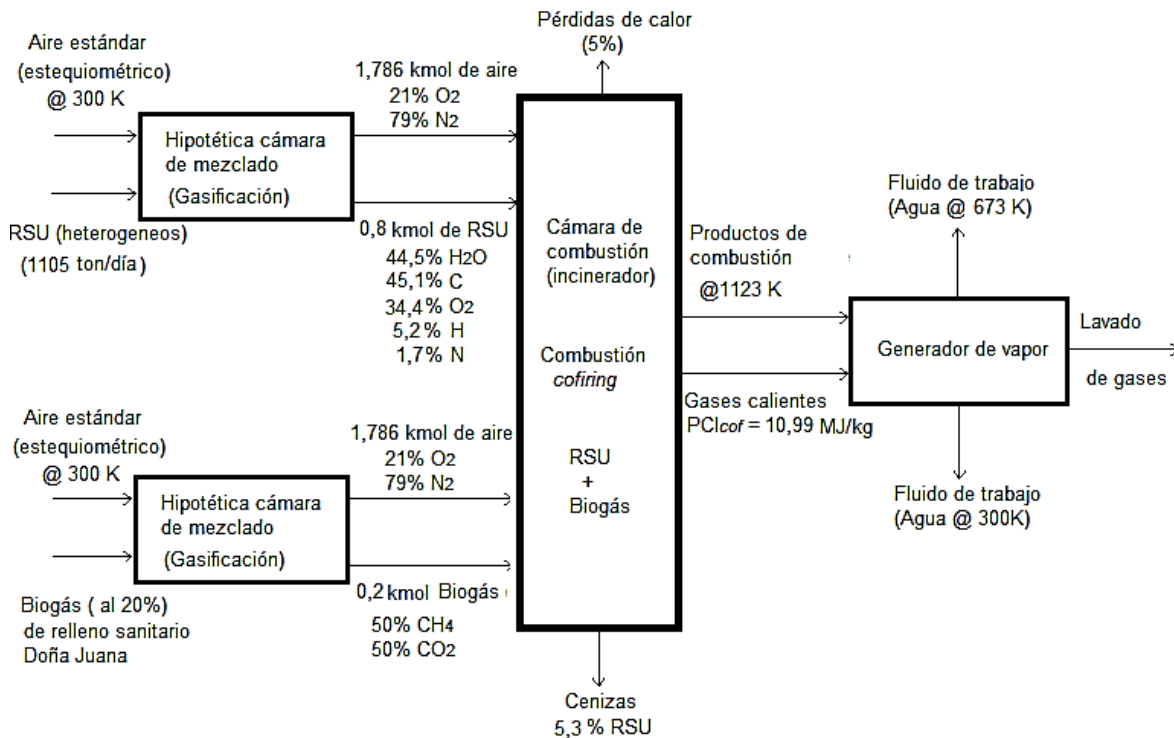 Pérdidas de calor
(5%)
Aire estándar
(estequiométrico)
@ 300 K
1,786 kmol de aire
21% O2
79% N2
Hipotética cámara
de mezclado
(Gasificación)
RSU (heterogeneos)
(1105 ton/día)
0,8 kmol de RSU
44,5% H2O
45,1% C
34,4% O2
5,2% H
1,7% N
Cámara de
combustión
(incinerador)
Combustión
cofiring
RSU
+
Biogás
Productos de
combustión
@1123 K
Gases calientes
PCIcof = 10,99 MJ/kg
Fluido de trabajo
(Agua @ 673 K)
Generador de vapor
Lavado
de gases
Fluido de trabajo
(Agua @ 300K)
Aire estándar
(estequiométrico)
@ 300 K
1,786 kmol de aire
21% O2
79% N2
Hipotética cámara
de mezclado
(Gasificación)
Biogás ( al 20%)
de relleno sanitario
Doña Juana
0,2 kmol Biogás
50% CH4
50% CO2
Cenizas
5,3 % RSU